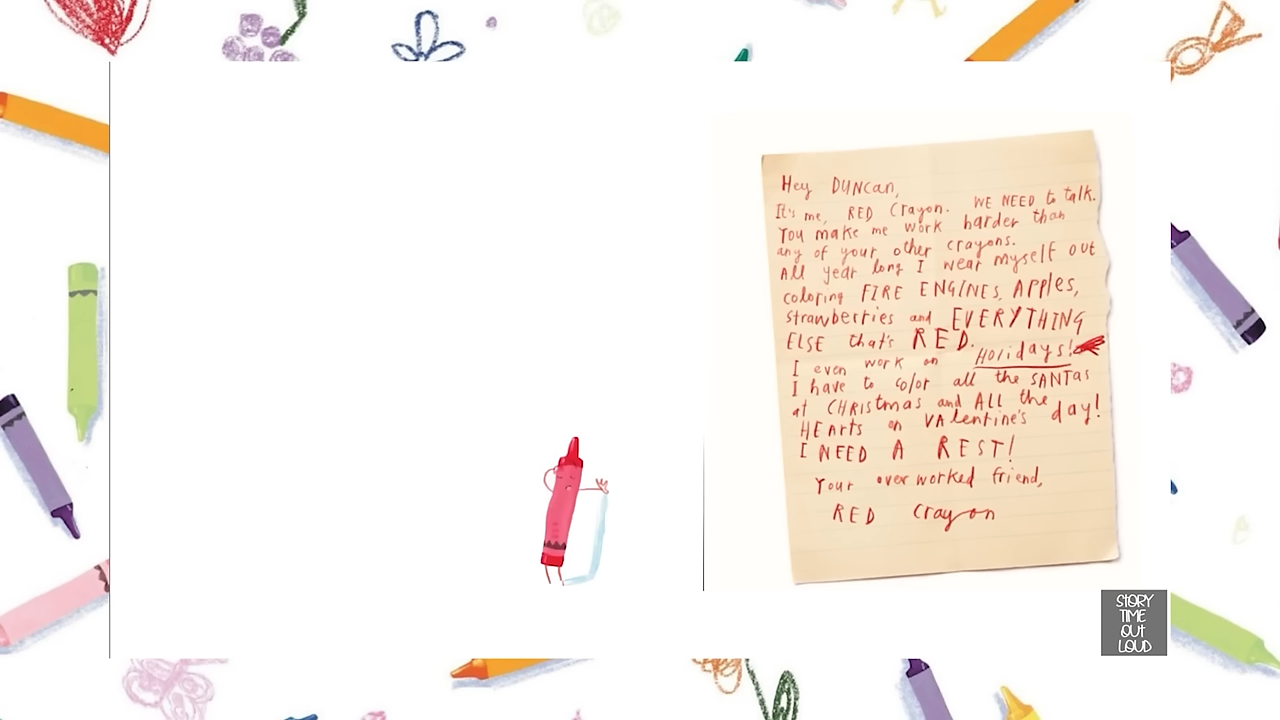 Hey DUNcan,
It's me, RED Crayon. WE NEED to talk.
You make me work harder than
any of your other crayons.
All year long I wear myself out
coloring FIRE ENGINES, Apples,
strawberries and EVERYTHING
ELSE that's RED.
I even work on Holidays!
I have to color all the SANTAs
at CHRistmas and ALL the
HEArts on VAlentine's day!
I NEED A REST!
Your overworked friend,
RED Crayon
STORY
TIME
OUT
LOUD